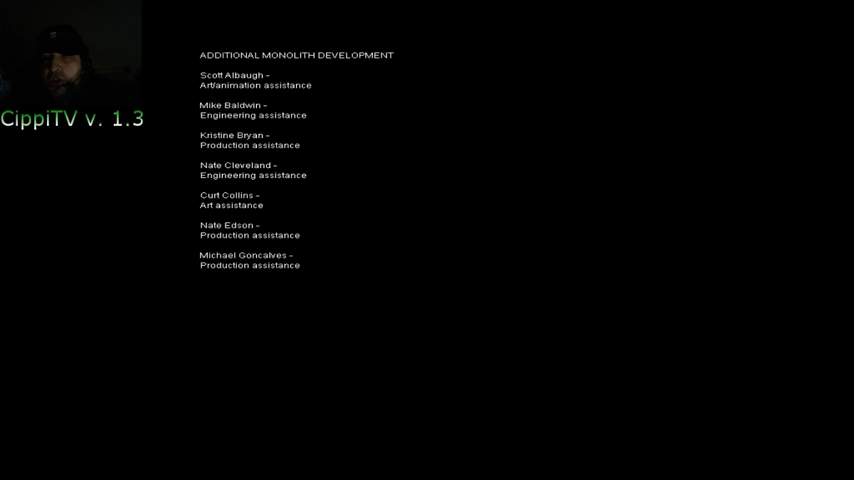 ADDITIONAL MONOLITH DEVELOPMENT
Scott Albaugh -
Art/animation assistance
Mike Baldwin -
Engineering assistance
CippiTV v. 1.3
Kristine Bryan -
Production assistance
Nate Cleveland -
Engineering assistance
Curt Collins -
Art assistance
Nate Edson -
Production assistance
Michael Goncalves -
Production assistance